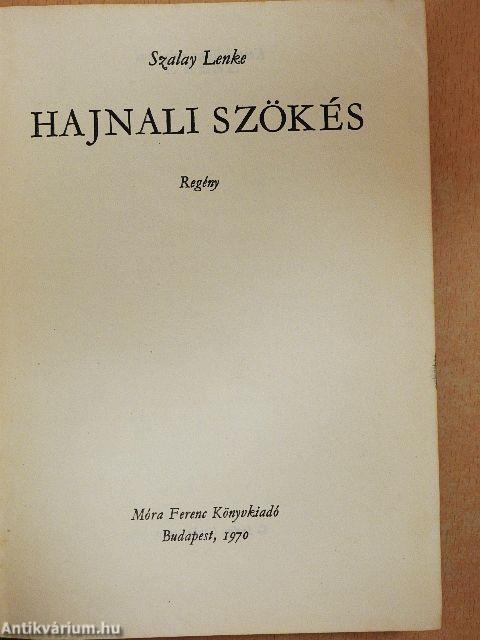 Szalay Lenke
HAJNALI SZÖKÉS
Regény
Móra Ferenc Könyvkiadó
Budapest, 1970
Antikvárium.hu